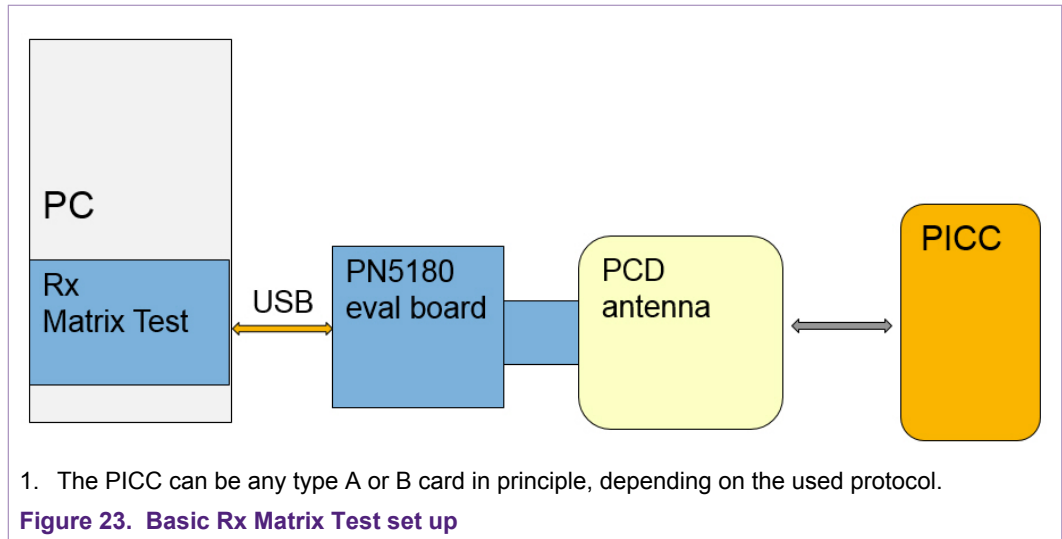 PC
Rx
Matrix Test
USB
PN5180
eval board
PCD
antenna
PICC
1. The PICC can be any type A or B card in principle, depending on the used protocol.
Figure 23. Basic Rx Matrix Test set up